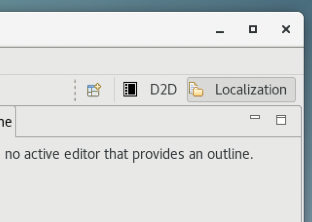 D2D Localization
ne
no active editor that provides an outline.